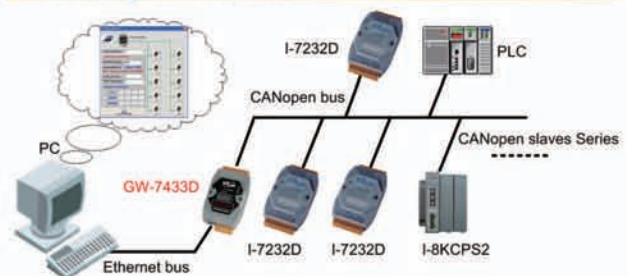 I-7232D
PLC
CANopen bus
CANopen slaves Series
PC
GW-7433D
I-7232D
I-7232D
I-8KCPS2
Ethernet bus